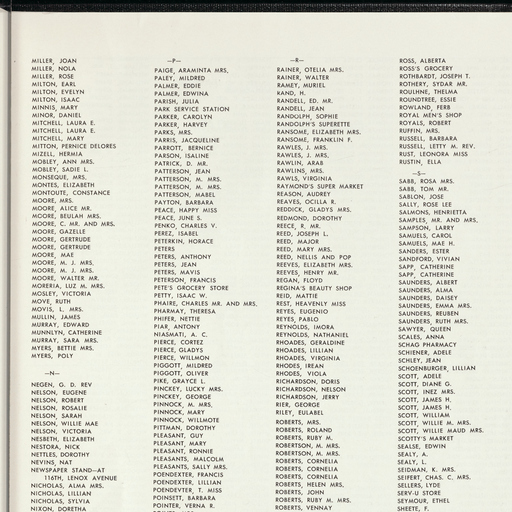 MILLER, JOAN
MILLER, NOLA
MILLER, ROSE
MILTON, EARL
MILTON, EVELYN
MILTON, ISAAC
MINNIS, MARY
MINOR, DANIEL
MITCHELL, LAURA E.
MITCHELL, LAURA E.
MITCHELL, MARY
MITTON, PERNICE DELORES
MIZELL, HERMIA
MOBLEY, ANN MRS.
MOBLEY, SADIE L.
MONSEQUE, MRS.
MONTES, ELIZABETH
MONTOUTE, CONSTANCE
MOORE, MRS.
MOORE, ALICE MR.
MOORE, BEULAH MRS.
MOORE, C. MR. AND MRS.
MOORE, GAZELLE
MOORE, GERTRUDE
MOORE, GERTRUDE
MOORE, MAE
MOORE, M. J. MRS.
MOORE, M. J. MRS.
MOORE, WALTER MR.
MORERIA, LUZ M. MRS.
MOSLEY, VICTORIA
MOVE, RUTH
MOVIS, L. MRS.
MULLIN, JAMES
MURRAY, EDWARD
MUNNLYN, CATHERINE
MURRAY, SARA MRS.
MYERS, BETTIE MRS.
MYERS, POLY
—N—
NEGEN, G. D. REV
NELSON, EUGENE
NELSON, ROBERT
NELSON, ROSALIE
NELSON, SARAH
NELSON, WILLIE MAE
NELSON, VICTORIA
NESBETH, ELIZABETH
NESTORA, NICK
NETTLES, DOROTHY
NEVINS, NAT
NEWSPAPER STAND—AT
116TH, LENOX AVENUE
NICHOLAS, ALMA MRS.
NICHOLAS, LILLIAN
NICHOLAS, SYLVIA
NIXON, DORETHA
—P—
PAIGE, ARAMINTA MRS.
PALEY, MILDRED
PALMER, EDDIE
PALMER, EDWINA
PARISH, JULIA
PARK SERVICE STATION
PARKER, CAROLYN
PARKER, HARVEY
PARKS, MRS.
PARRIS, JACQUELINE
PARRIOTT, BERNICE
PARSON, ISALINE
PATRICK, D. MR.
PATTERSON, JEAN
PATTERSON, M. MRS.
PATTERSON, M. MRS.
PATTERSON, MABEL
PAYTON, BARBARA
PEACE, HAPPY MISS
PEACE, JUNE S.
PENKO, CHARLES V.
PEREZ, ISABEL
PETERKIN, HORACE
PETERS
PETERS, ANTHONY
PETERS, JEAN
PETERS, MAVIS
PETERSON, FRANCIS
PETE'S GROCERY STORE
PETTY, ISAAC W.
PHAIRE, CHARLES MR. AND MRS.
PHARMAY, THERESA
PHIFER, NETTIE
PIAR, ANTONY
NIASMATI, A. C.
PIERCE, CORTEZ
PIERCE, GLADYS
PIERCE, WILLMON
PIGGOTT, MILDRED
PIGGOTT, OLIVER
PIKE, GRAYCE L.
PINCKEY, LUCKY MRS.
PINCKEY, GEORGE
PINNOCK, M. MRS.
PINNOCK, MARY
PINNOCK, WILLMOTE
PITTMAN, DOROTHY
PLEASANT, GUY
PLEASANT, MARY
PLEASANT, RONNIE
PLEASANTS, MALCOLM
PLEASANTS, SALLY MRS.
POENDEXTER, FRANCIS
POENDEXTER, LILLIAN
POENDEVTER, T. MISS
PONSETT, BARBARA
POINTER, VERNA R.
—R—
RAINER, OTELIA MRS.
RAINER, WALTER
RAMEY, MURIEL
RAND, H.
RANDELL, ED. MR.
RANDELL, JEAN
RANDOLPH, SOPHIE
RANDOLPH'S SUPERETTE
RANSOME, ELIZABETH MRS.
RANSOME, FRANKLIN F.
RAWLES, J. MRS.
RAWLES, J. MRS.
RAWLIN, ARAB
RAWLINS, MRS.
RAWLS, VIRGINIA
RAYMOND'S SUPER MARKET
REASON, AUDREY
REAVES, OCILLA R.
REDDICK, GLADYS MRS.
REDMOND, DOROTHY
REECE, R. MR.
REED, JOSEPH L.
REED, MAJOR
REED, MARY MRS.
REED, NELLIS AND POP
REEVES, ELIZABETH MRS.
REEVES, HENRY MR.
REGAN, FLOYD
REGINA'S BEAUTY SHOP
REID, MATTIE
REST, HEAVENLY MISS
REYES, EUGENIO
REYES, PABLO
REYNOLDS, IMORA
REYNOLDS, NATHANIEL
RHOADES, GERALDINE
RHOADES, LILLIAN
RHOADES, VIRGINIA
RHODES, IREAN
RHODES, VIOLA
RICHARDSON, DORIS
RICHARDSON, NELSON
RICHARDSON, JERRY
RIER, GEORGE
RILEY, EULABEL
ROBERTS, MRS.
ROBERTS, ROLAND
ROBERTS, RUBY M.
ROBERTSON, M. MRS.
ROBERTSON, M. MRS.
ROBERTS, CORNELIA
ROBERTS, CORNELIA
ROBERTS, CORNELIA
ROBERTS, HELEN MRS.
ROBERTS, JOHN
ROBERTS, RUBY M. MRS.
ROBERTS, VENNAY
ROSS, ALBERTA
ROSS'S GROCERY
ROTHBARDT, JOSEPH T.
ROTHERY, SYDAR MR.
ROULHNE, THELMA
ROUNDTREE, ESSIE
ROWLAND, FERB
ROYAL MEN'S SHOP
ROYALS, ROBERT
RUFFIN, MRS.
RUSSELL, BARBARA
RUSSELL, LETTY M. REV.
RUST, LEONORA MISS
RUSTIN, ELLA
—S—
SABB, ROSA MRS.
SABB, TOM MR.
SABLON, JOSE
SALLY, ROSE LEE
SALMONS, HENRIETTA
SAMPLES, MR. AND MRS.
SAMPSON, LARRY
SAMUELS, CAROL
SAMUELS, MAE H.
SANDERS, ESTER
SANDFORD, VIVIAN
SAPP, CATHERINE
SAPP, CATHERINE
SAUNDERS, ALBERT
SAUNDERS, ALMA
SAUNDERS, DAISEY
SAUNDERS, EMMA MRS.
SAUNDERS, REUBEN
SAUNDERS, RUTH MRS.
SAWYER, QUEEN
SCALES, ANNA
SCHAG PHARMACY
SCHIENER, ADELE
SCHLEY, JEAN
SCHOENBURGER, LILLIAN
SCOTT, ADELE
SCOTT, DIANE G.
SCOTT, INEZ MRS.
SCOTT, JAMES H.
SCOTT, JAMES H.
SCOTT, WILLIAM
SCOTT, WILLIE M. MRS.
SCOTT, WILLIE MAUD MRS.
SCOTTY'S MARKET
SEALSE, EDWIN
SEALY, A.
SEALY, L.
SEIDMAN, K. MRS.
SEIFERT, CHAS. C. MRS.
SELLERS, LYDE
SERV-U STORE
SEYMOUR, ETHEL
SHEETE, F.